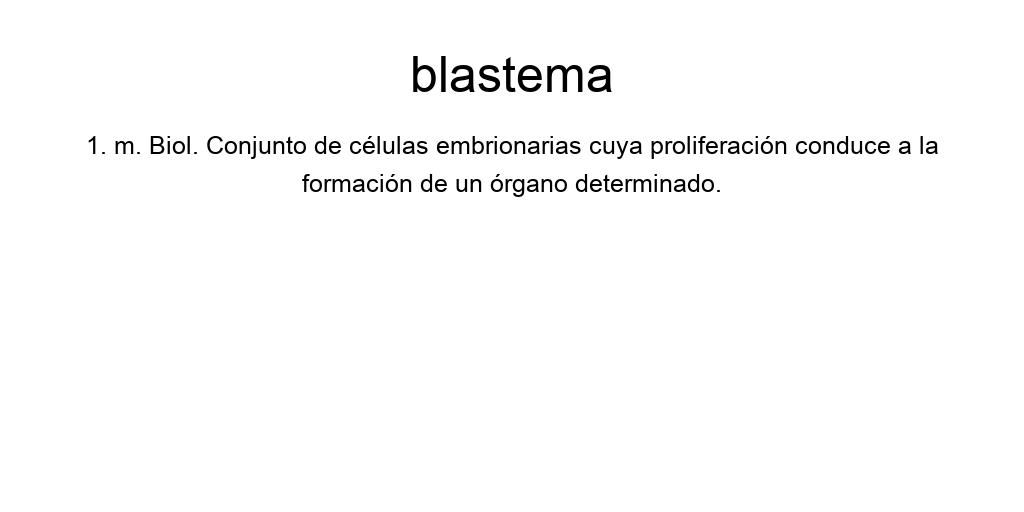 blastema
1. m. Biol. Conjunto de células embrionarias cuya proliferación conduce a la
formación de un órgano determinado.